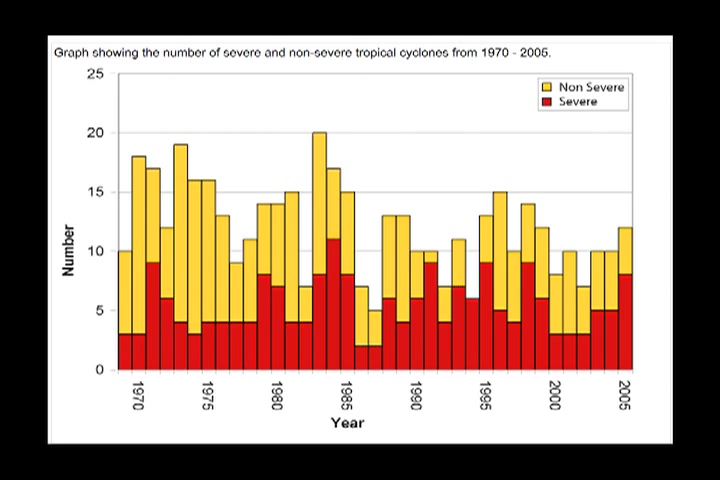 Graph showing the number of severe and non-severe tropical cyclones from 1970 - 2005.
25
Non Severe
Severe
20
15
10
5
0
Number
1970
1975
1980
1985
1990
1995
2000
2005
Year